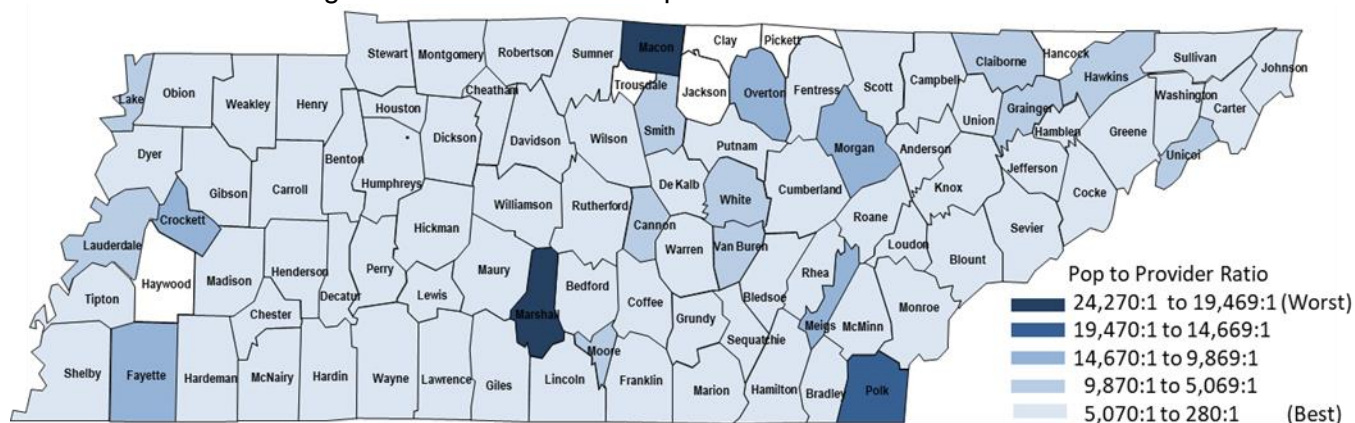 Stewart Montgomery Robertson Sumner Macon Clay Pickett
Lake Obion Weakley Henry Houston Cheatham Trousdale Jackson Overton Fentress Scott Campbell Claiborne Hancock Hawkins Sullivan Johnson
Dyer Gibson Carroll Benton Humphreys Dickson Davidson Wilson Smith Putnam Morgan Anderson Union Grainger Hamblen Greene Washington Carter Unicoi
Lauderdale Crockett Hickman Williamson Rutherford Cannon De Kalb White Cumberland Roane Knox Jefferson Cocke
Tipton Haywood Madison Henderson Decatur Perry Lewis Maury Bedford Coffee Warren Van Buren Bledsoe Rhea Loudon Blount Sevier
Shelby Fayette Hardeman Chester McNairy Hardin Wayne Lawrence Giles Marshall Lincoln Moore Franklin Grundy Sequatchie Marion Hamilton Meigs McMinn Monroe Bradley Polk
Pop to Provider Ratio
24,270:1 to 19,469:1 (Worst)
19,470:1 to 14,669:1
14,670:1 to 9,869:1
9,870:1 to 5,069:1
5,070:1 to 280:1 (Best)